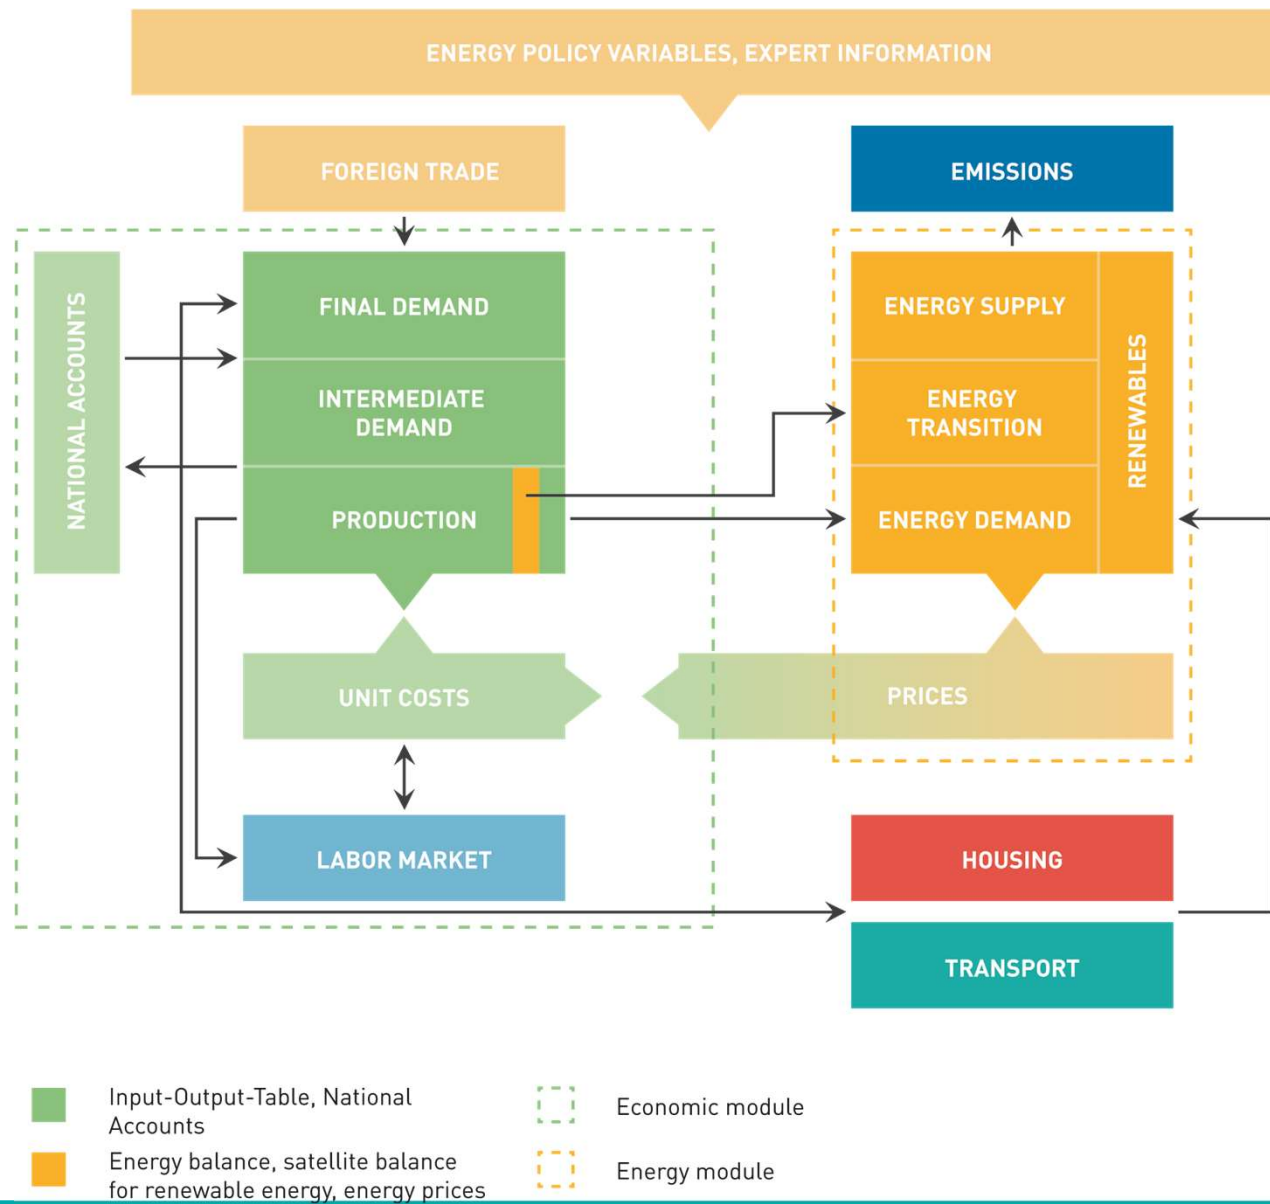 ENERGY POLICY VARIABLES, EXPERT INFORMATION
FOREIGN TRADE
EMISSIONS
NATIONAL ACCOUNTS
FINAL DEMAND
INTERMEDIATE
DEMAND
PRODUCTION
ENERGY SUPPLY
ENERGY
TRANSITION
ENERGY DEMAND
RENEWABLES
UNIT COSTS
PRICES
LABOR MARKET
HOUSING
TRANSPORT
Input-Output-Table, National
Accounts
Energy balance, satellite balance
for renewable energy, energy prices
Economic module
Energy module